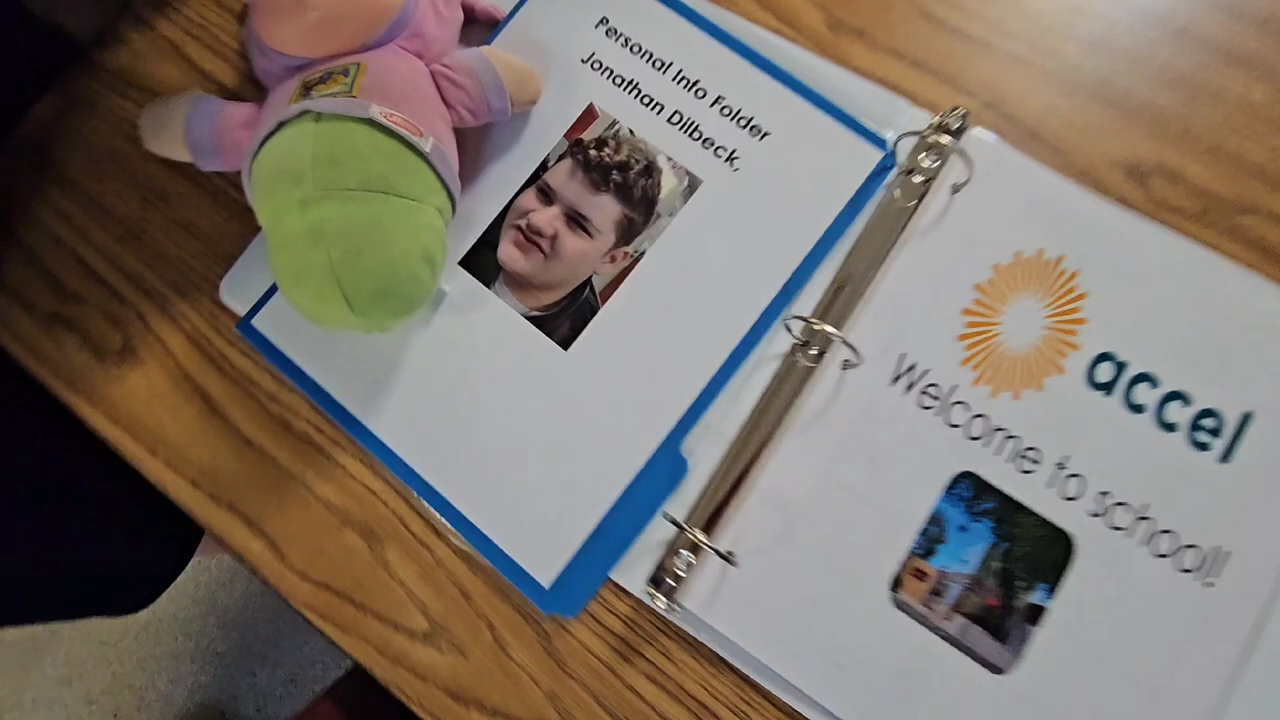 Personal Info Folder
Jonathan Dilbeck,
accel
Welcome to school!